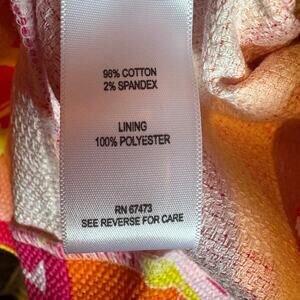 98% COTTON
2% SPANDEX
LINING
100% POLYESTER
RN 67473
SEE REVERSE FOR CARE